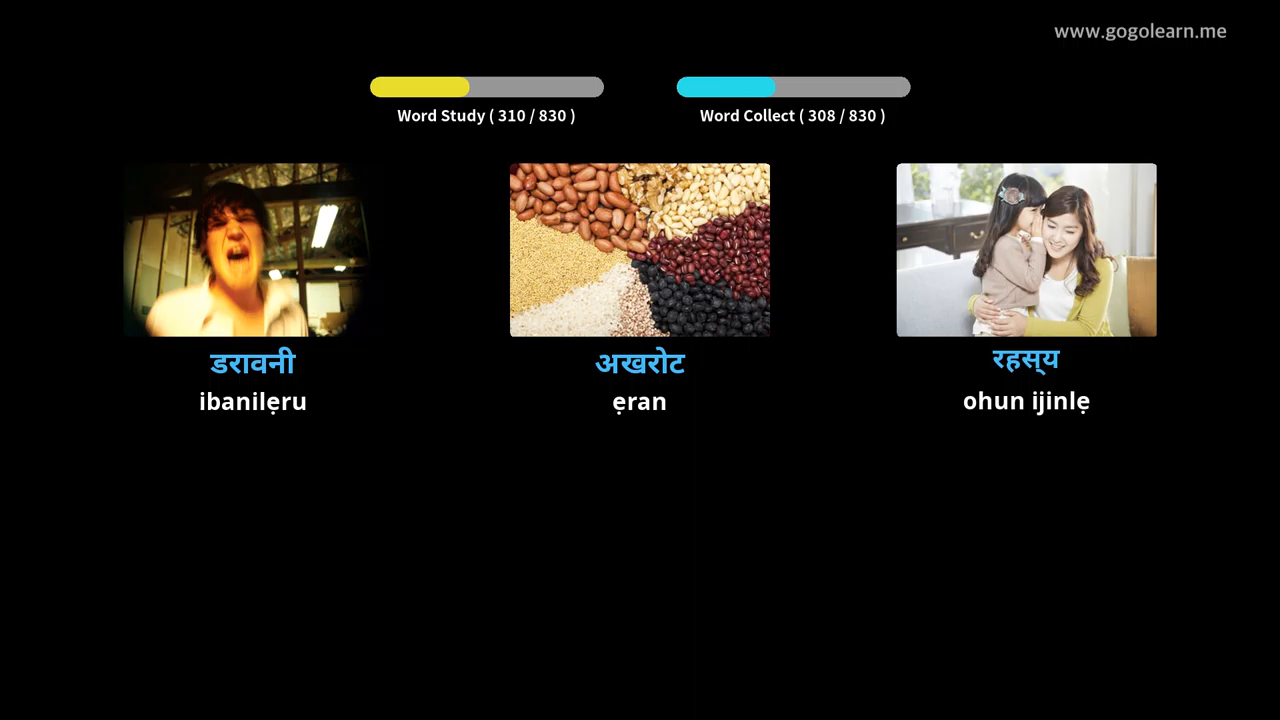 www.gogolearn.me
Word Study ( 310 / 830 )
Word Collect ( 308 / 830 )
डरावनी
अखरोट
रहस्य
ibanilẹru
ẹran
ohun ijinlẹ